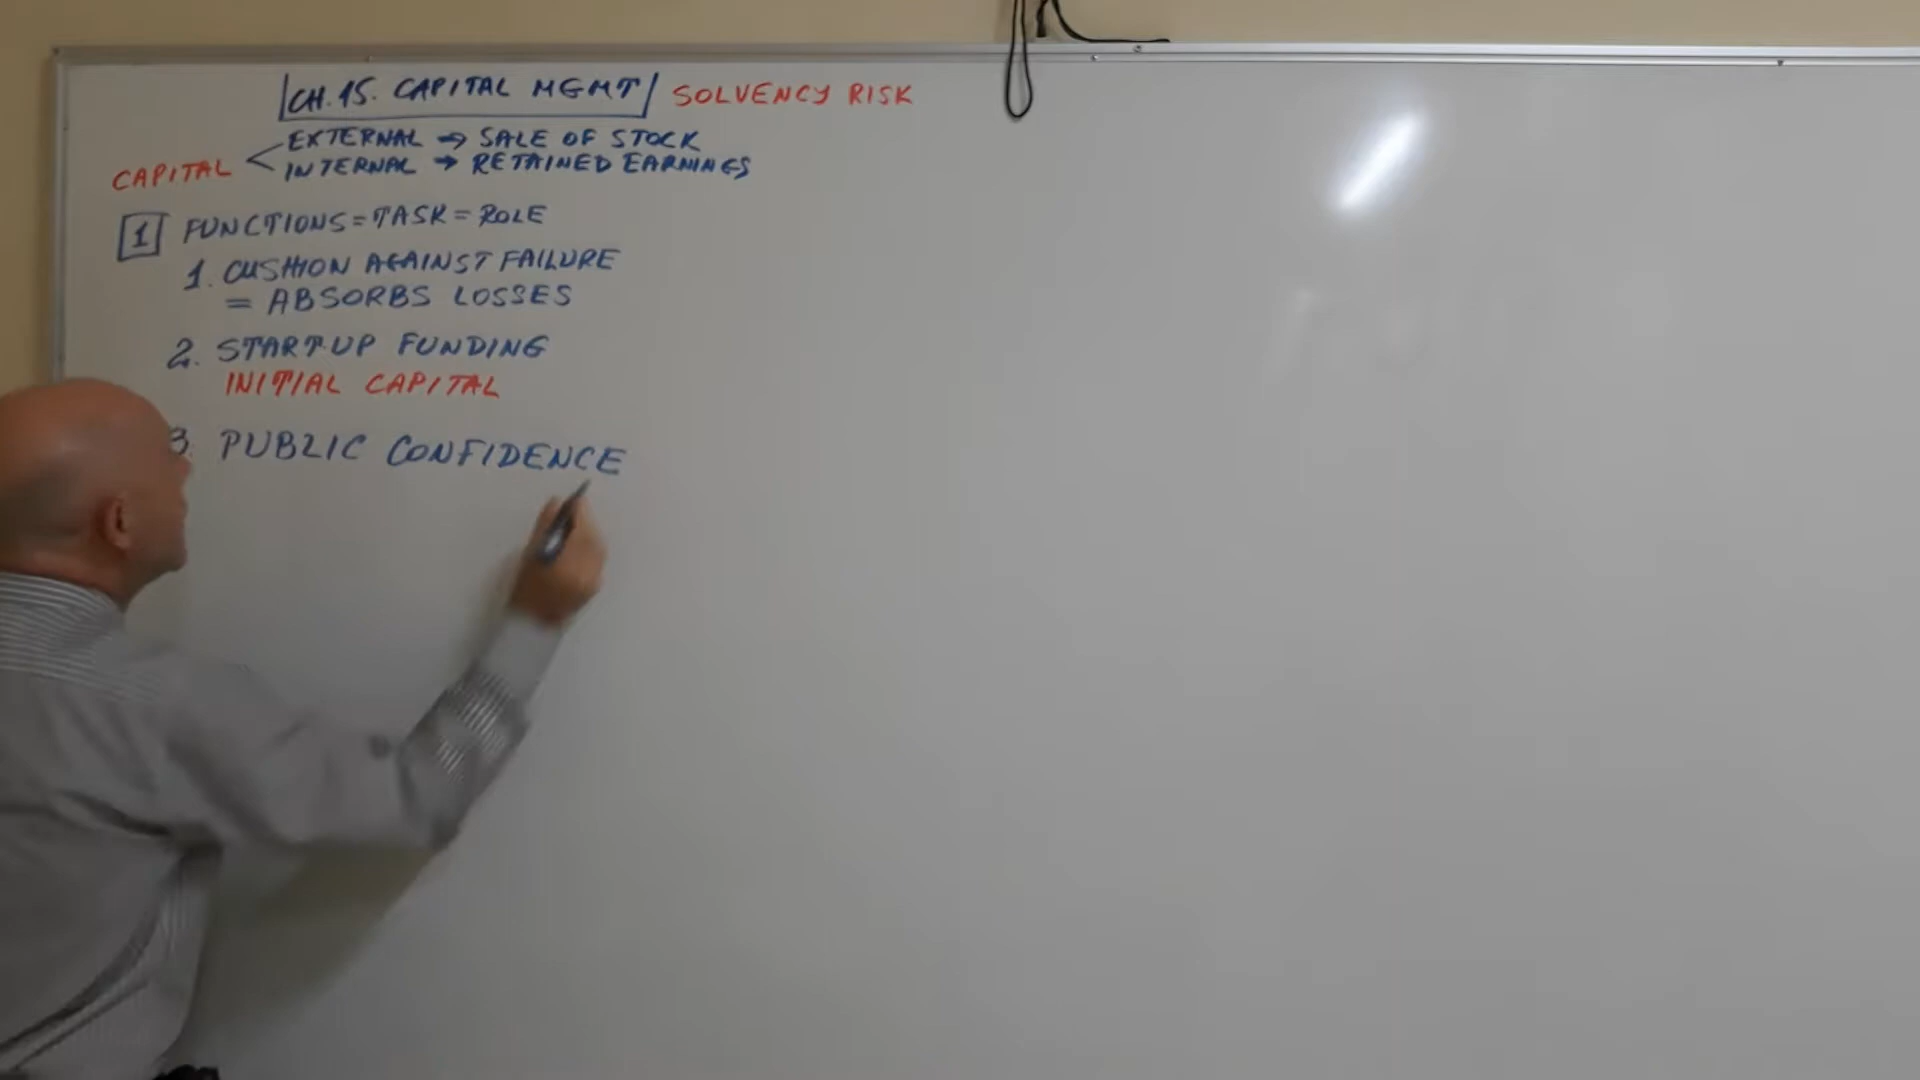 CH.15. CAPITAL MGMT SOLVENCY RISK
EXTERNAL → SALE OF STOCK
CAPITAL
INTERNAL → RETAINED EARNINGS
1 FUNCTIONS = TASK = ROLE
1. CUSHION AGAINST FAILURE
= ABSORBS LOSSES
2. START-UP FUNDING
INITIAL CAPITAL
3. PUBLIC CONFIDENCE